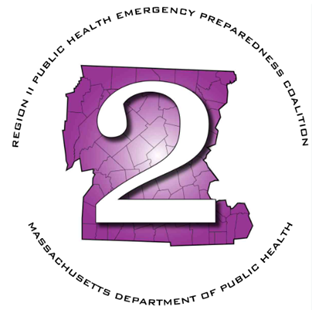 REGION II PUBLIC HEALTH EMERGENCY PREPAREDNESS COALITION
2
MASSACHUSETTS DEPARTMENT OF PUBLIC HEALTH